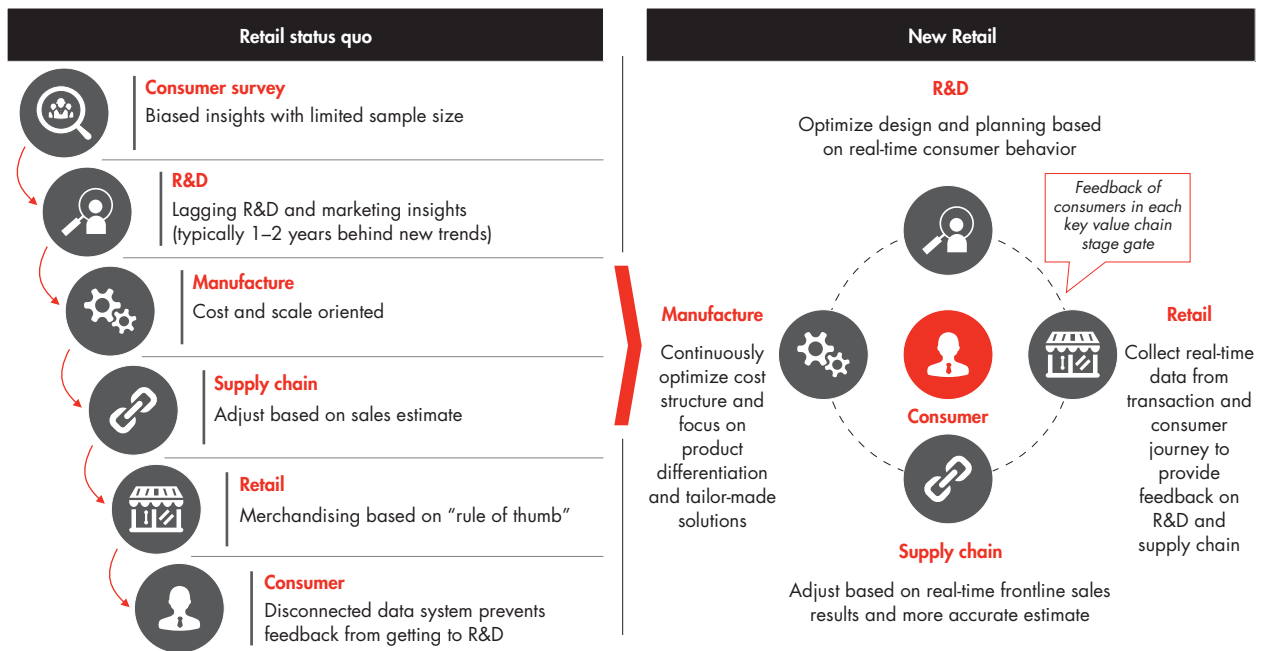 Retail status quo
Consumer survey
Biased insights with limited sample size
R&D
Lagging R&D and marketing insights
(typically 1–2 years behind new trends)
Manufacture
Cost and scale oriented
Supply chain
Adjust based on sales estimate
Retail
Merchandising based on “rule of thumb”
Consumer
Disconnected data system prevents
feedback from getting to R&D
New Retail
R&D
Optimize design and planning based
on real-time consumer behavior
Feedback of
consumers in each
key value chain
stage gate
Manufacture
Continuously
optimize cost
structure and
focus on
product
differentiation
and tailor-made
solutions
Consumer
Retail
Collect real-time
data from
transaction and
consumer
journey to
provide
feedback on
R&D and
supply chain
Supply chain
Adjust based on real-time frontline sales
results and more accurate estimate